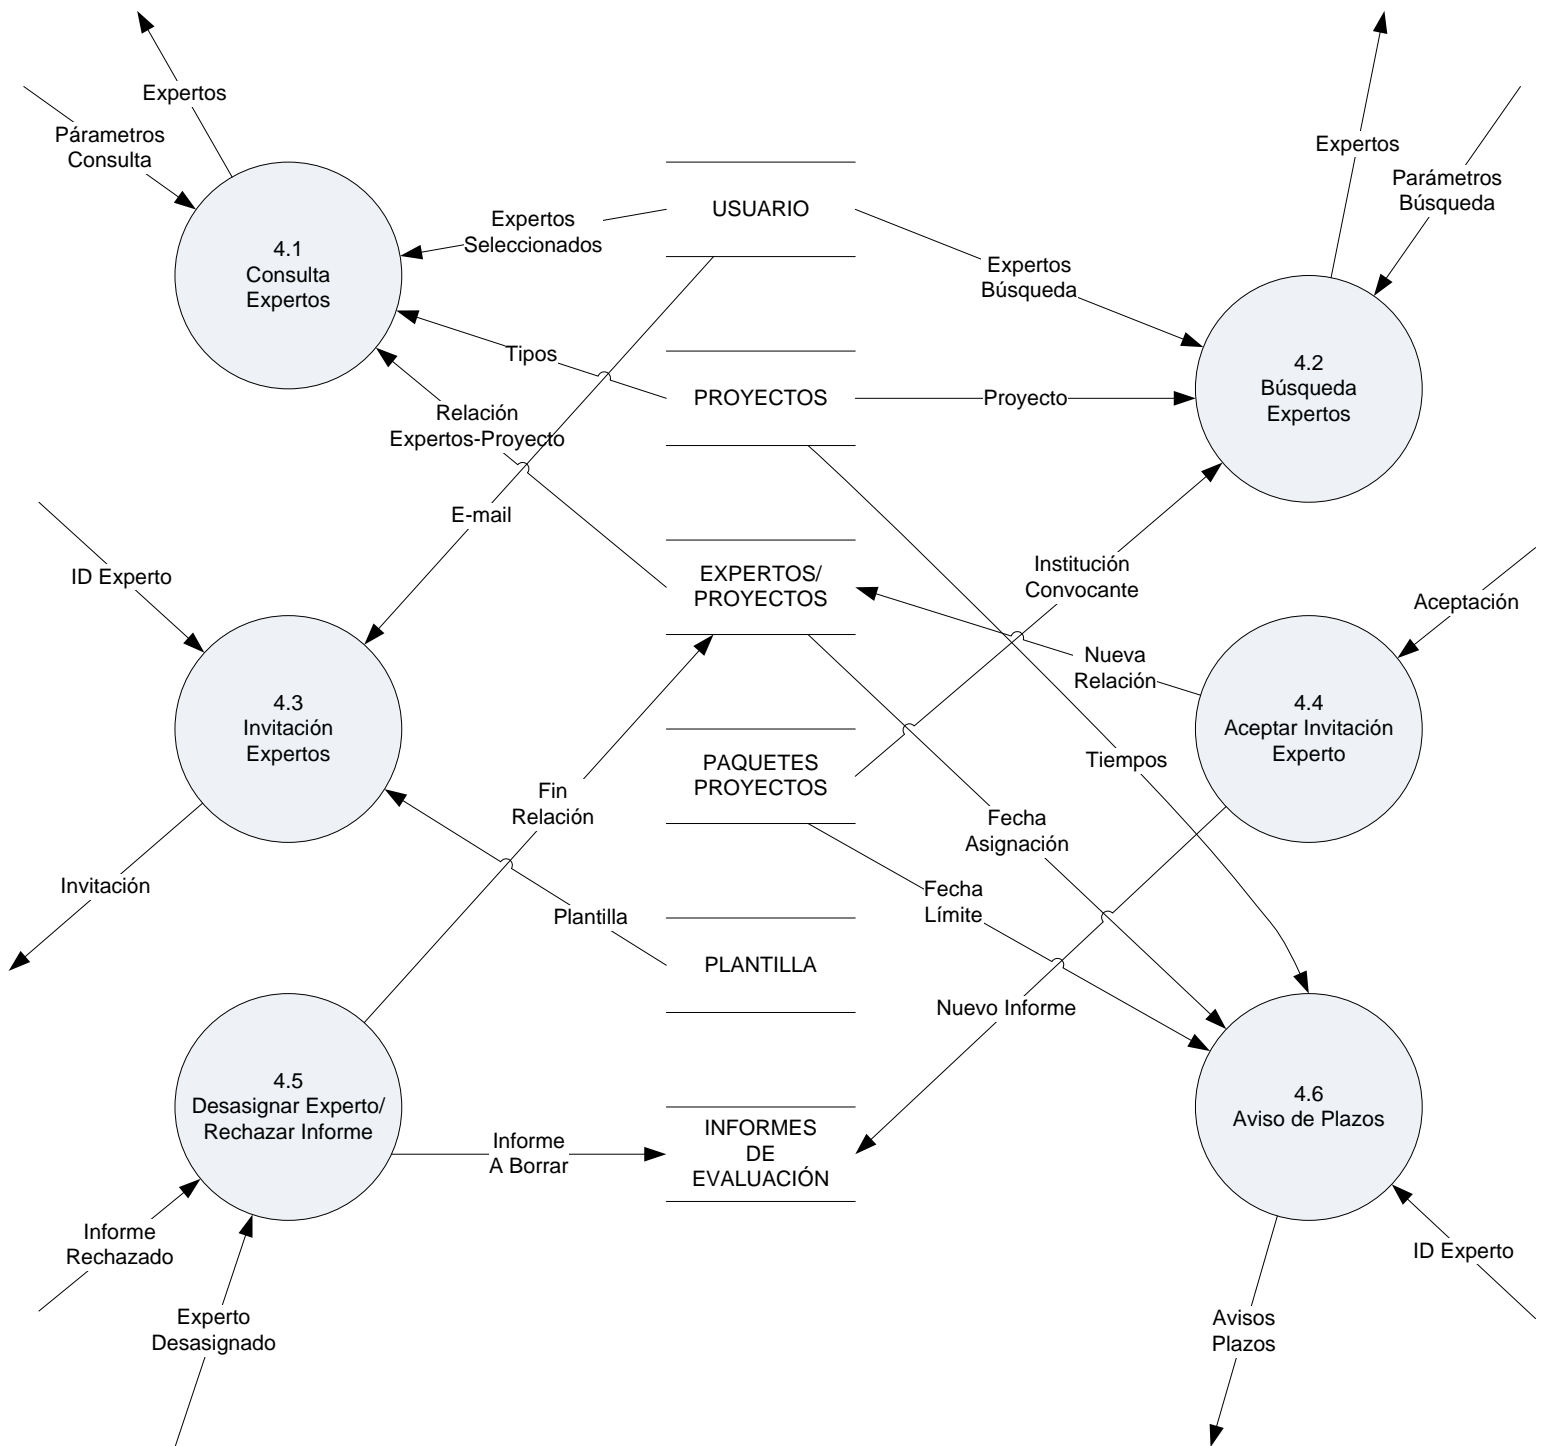 Expertos
Párametros
Consulta
Expertos
Parámetros
Búsqueda
4.1
Consulta
Expertos
Expertos
Seleccionados
USUARIO
Expertos
Búsqueda
4.2
Búsqueda
Expertos
Tipos
PROYECTOS
Proyecto
Relación
Expertos-Proyecto
E-mail
ID Experto
EXPERTOS/
PROYECTOS
Institución
Convocante
Aceptación
Nueva
Relación
4.3
Invitación
Expertos
4.4
Aceptar Invitación
Experto
PAQUETES
PROYECTOS
Tiempos
Fin
Relación
Fecha
Asignación
Invitación
Fecha
Límite
Plantilla
PLANTILLA
Nuevo Informe
4.5
Desasignar Experto/
Rechazar Informe
4.6
Aviso de Plazos
Informe
A Borrar
INFORMES
DE
EVALUACIÓN
Informe
Rechazado
ID Experto
Experto
Desasignado
Avisos
Plazos